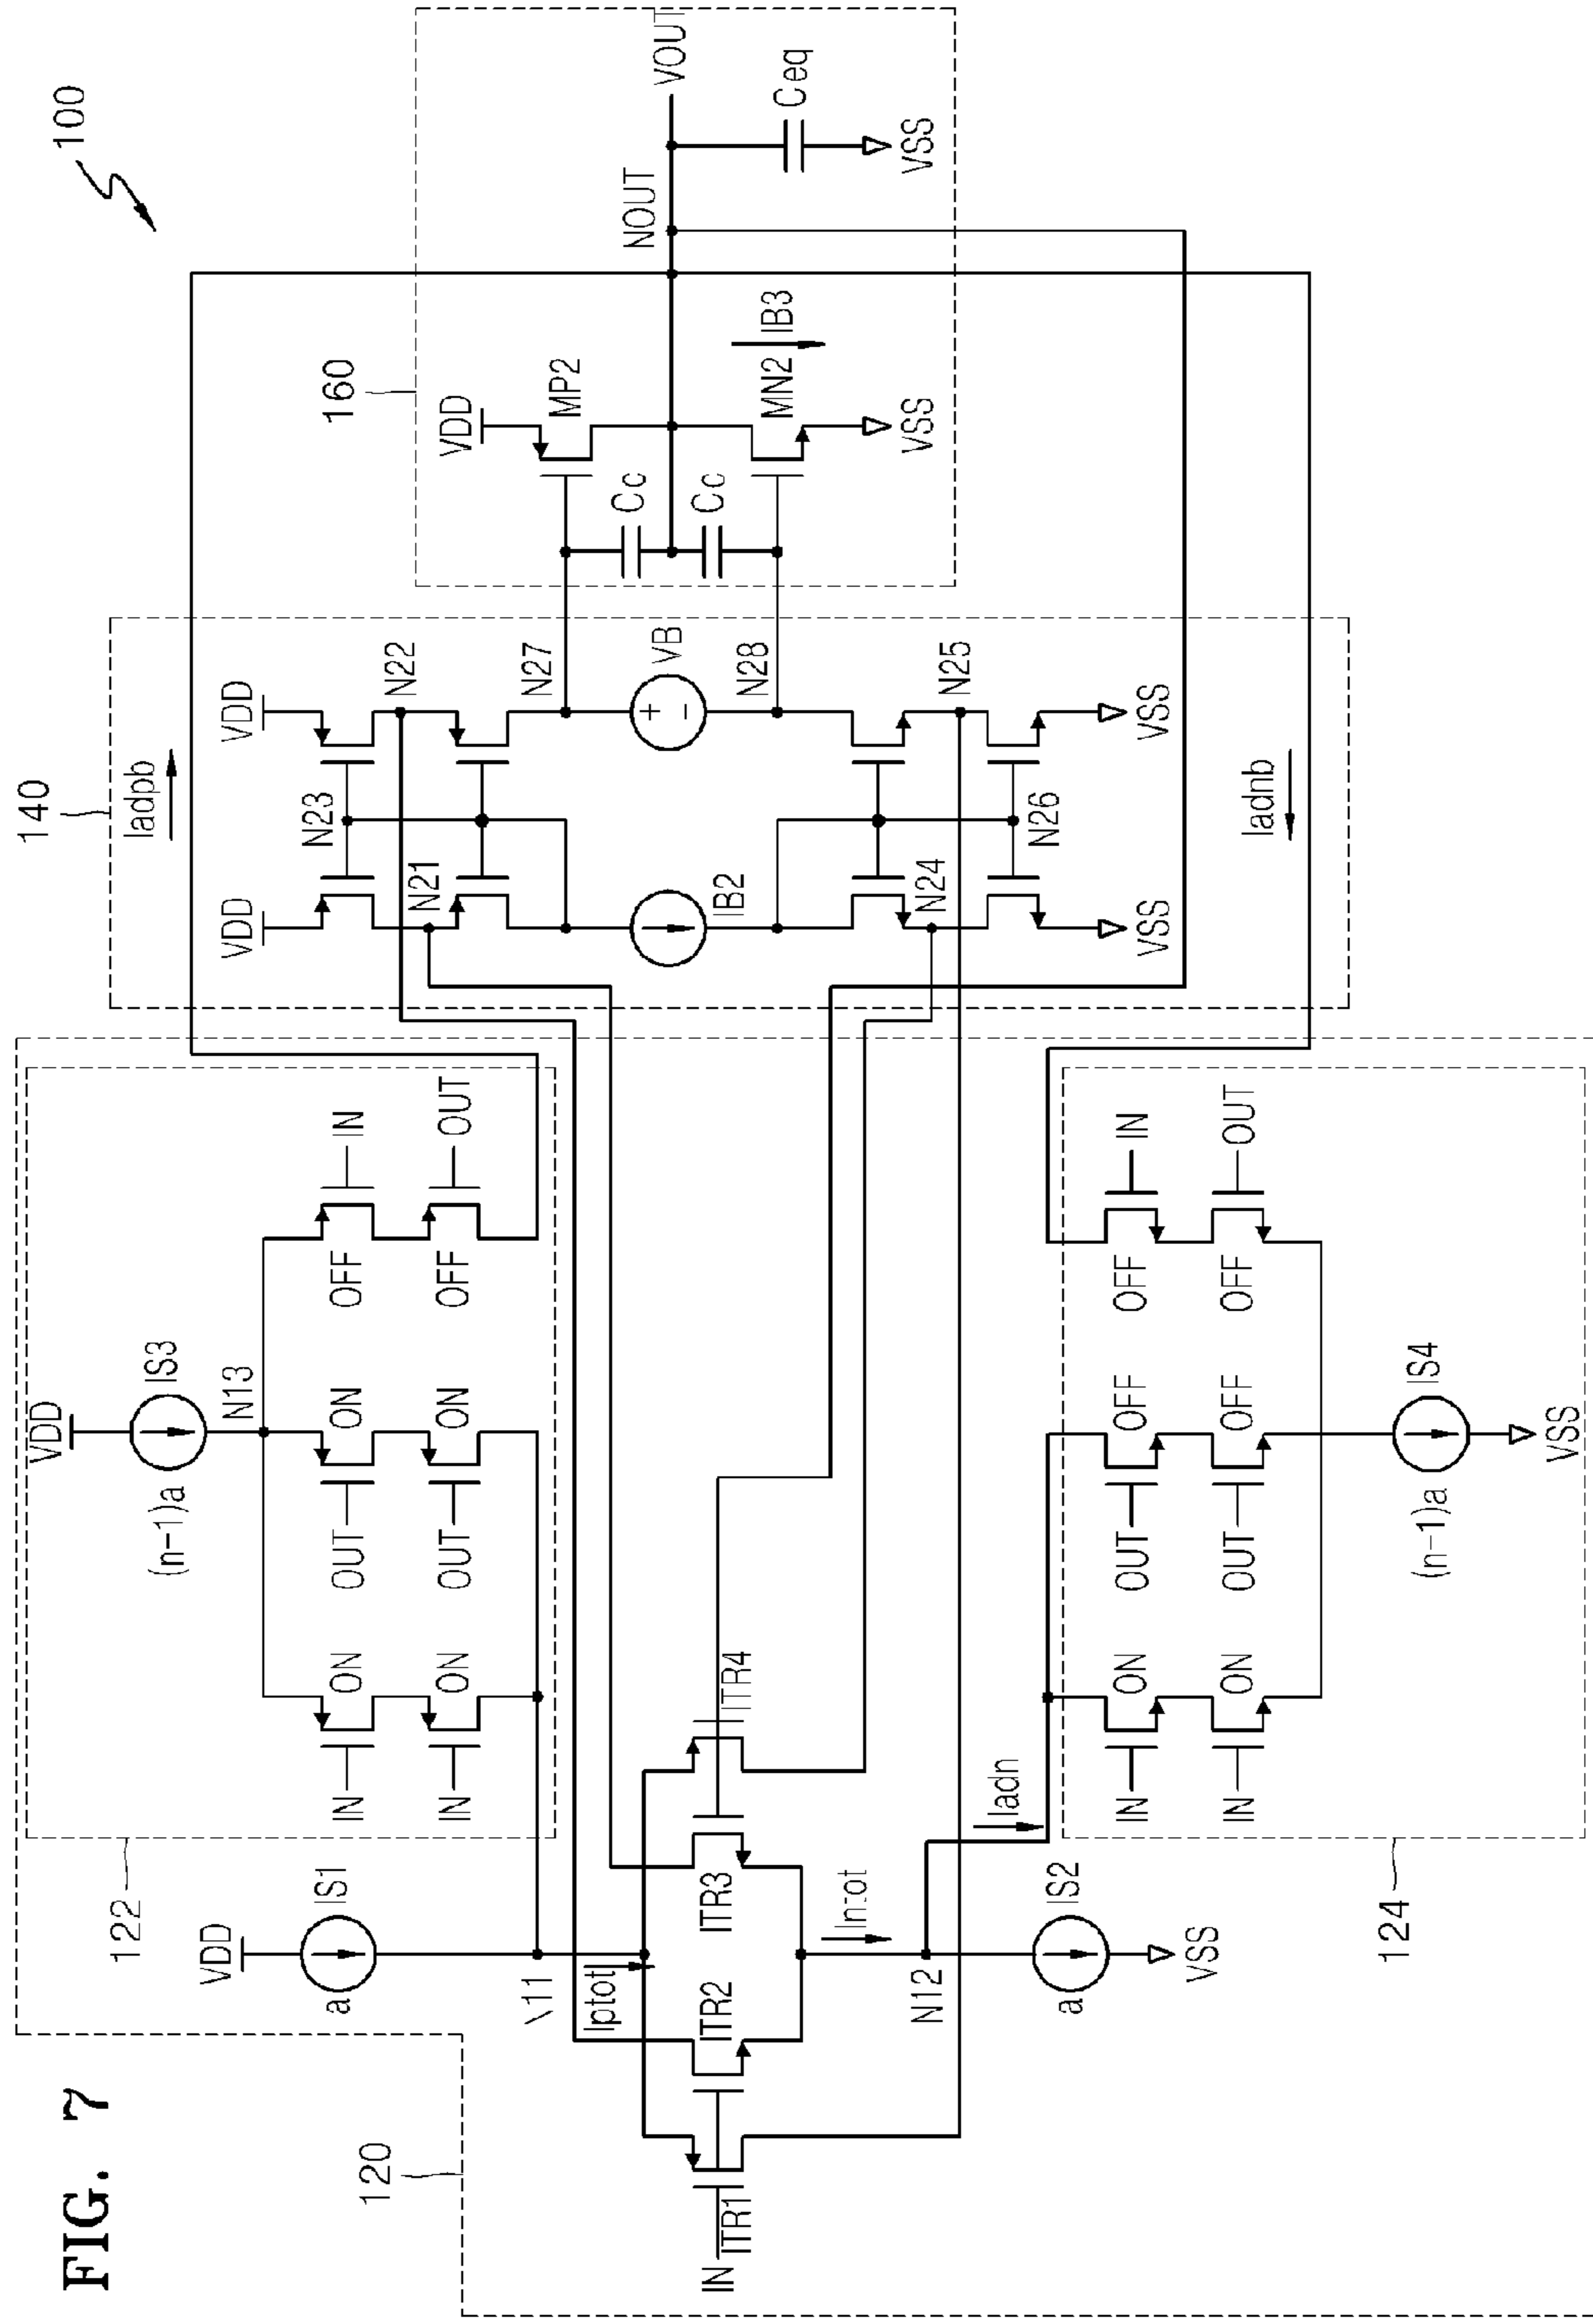 FIG. 7
100
120
122
124
140
160
VDD
IS1
a
\11
Iptot
IN
ITR1
ITR2
ITR3
ITR4
Intot
N12
IS2
a
VSS
Iadn
VDD
IS3
(n-1)a
N13
IN
ON
IN
ON
OUT
ON
OUT
ON
OFF
IN
OFF
OUT
IN
ON
IN
ON
OUT
OFF
OUT
OFF
OFF
IN
OFF
OUT
(n-1)a
IS4
VSS
Iadpb
VDD
VDD
N23
N22
N21
N27
IB2
VB
N28
N24
N25
N26
VSS
VSS
Iadnb
VDD
MP2
Cc
Cc
MN2
IB3
VSS
NOUT
VOUT
Ceq
VSS